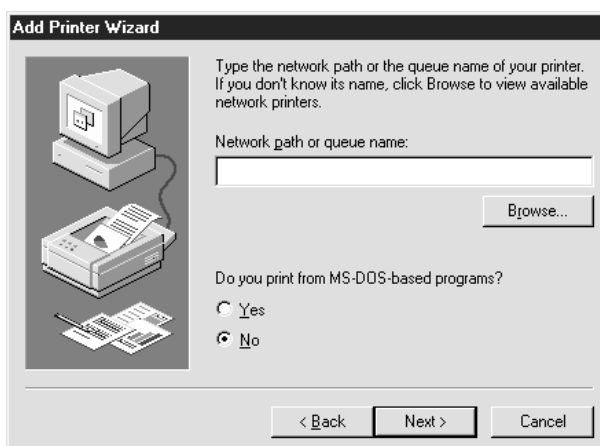 Add Printer Wizard
Type the network path or the queue name of your printer.
If you don't know its name, click Browse to view available
network printers.
Network path or queue name:
Browse...
Do you print from MS-DOS-based programs?
Yes
No
< Back
Next >
Cancel